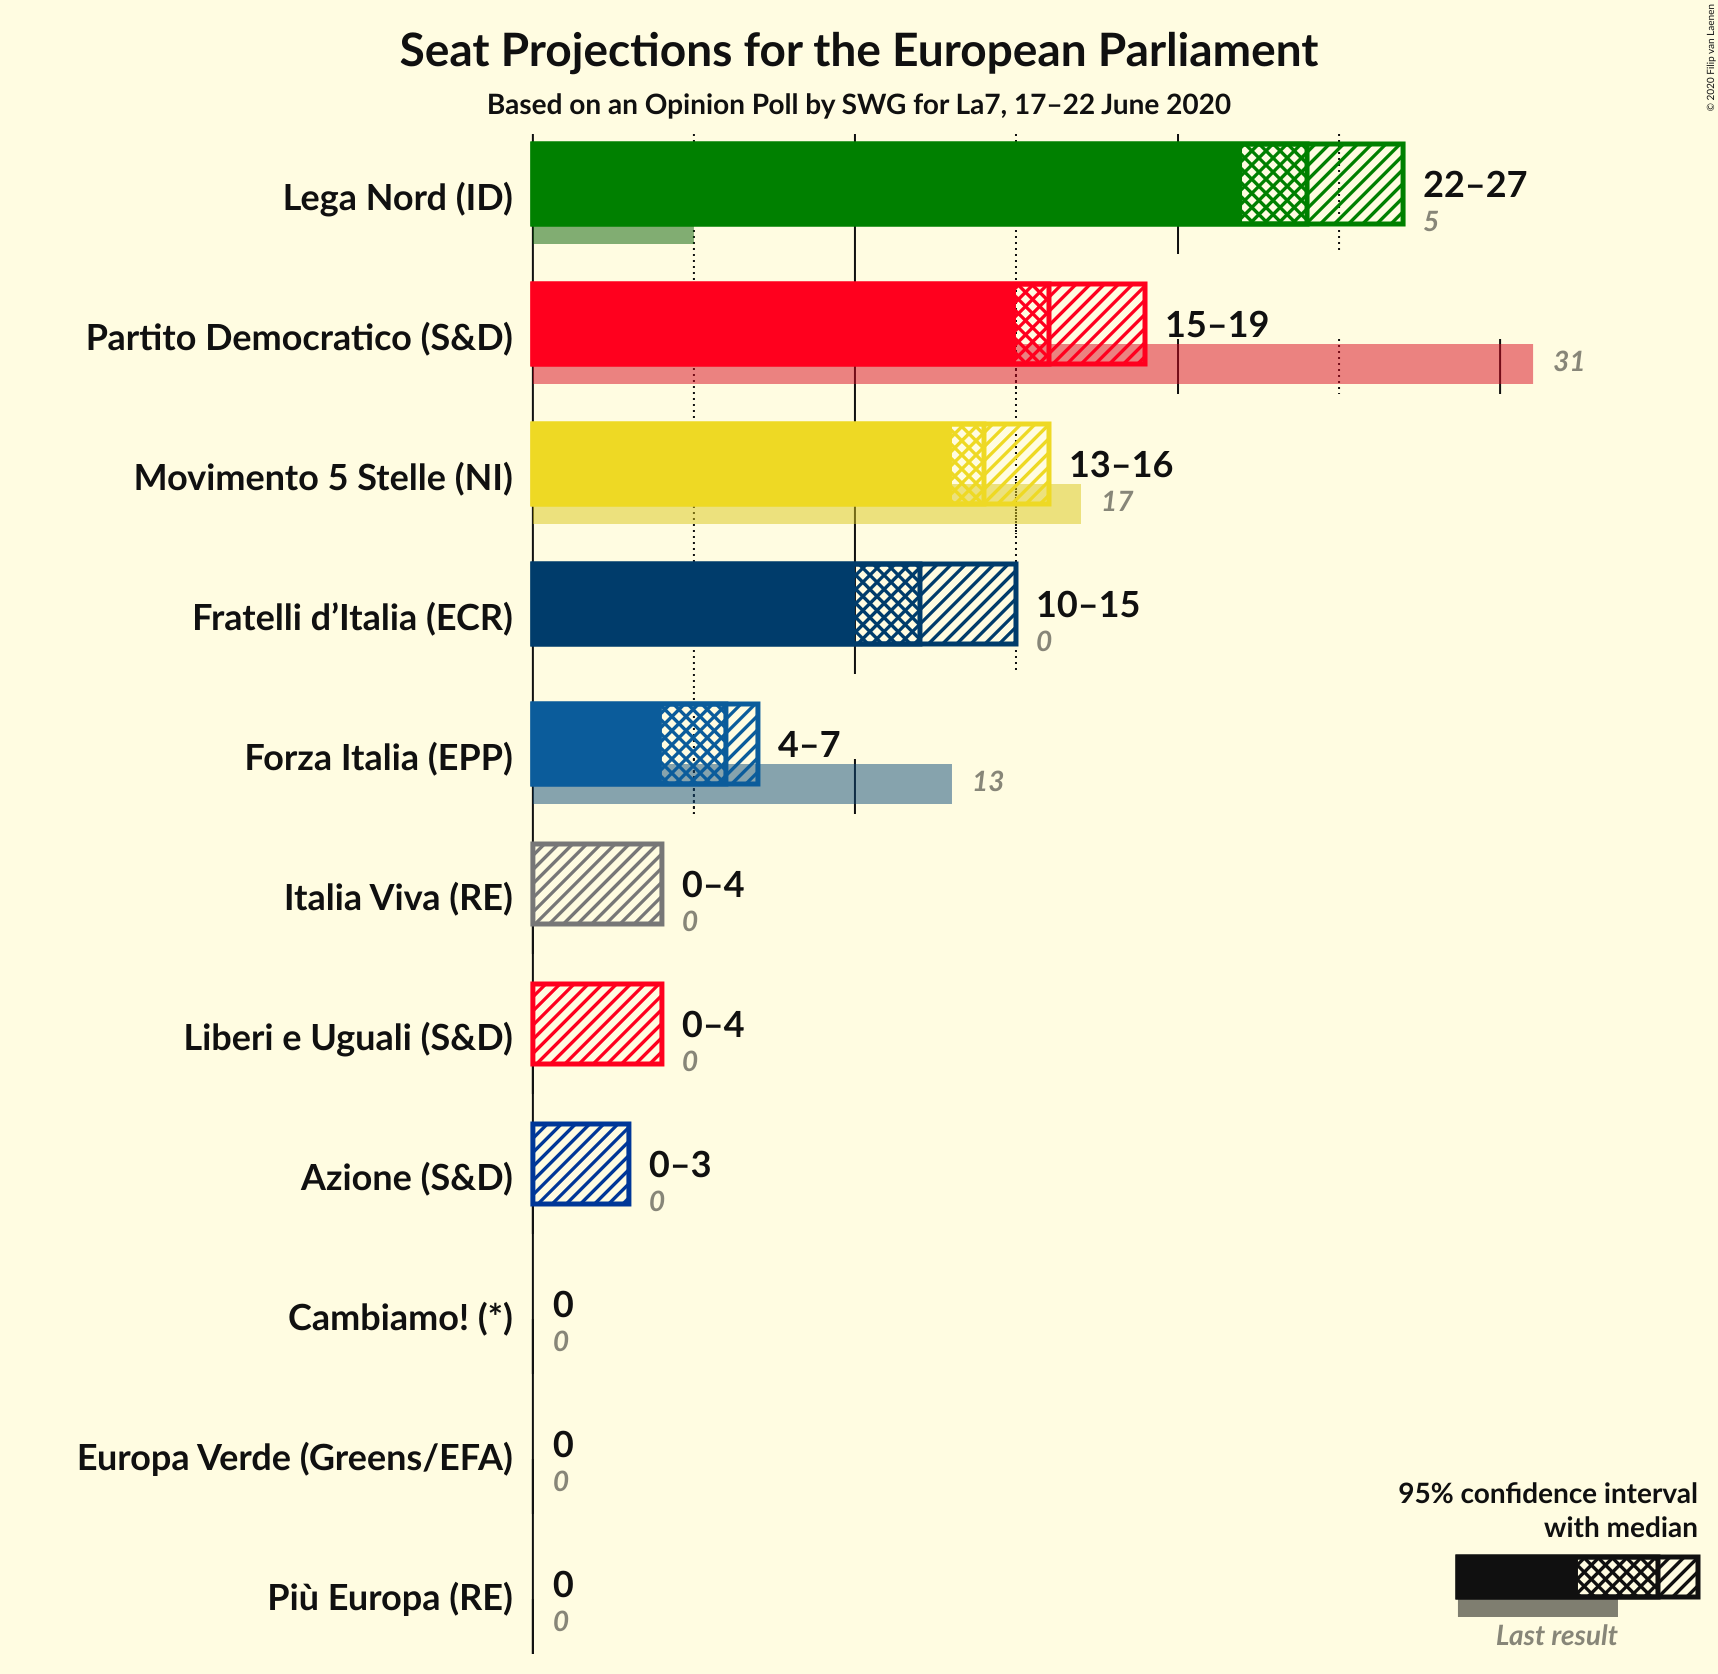 Seat Projections for the European Parliament
Based on an Opinion Poll by SWG for La7, 17–22 June 2020
© 2020 Filip van Laenen
Lega Nord (ID)
22–27
5
Partito Democratico (S&D)
15–19
31
Movimento 5 Stelle (NI)
13–16
17
Fratelli d’Italia (ECR)
10–15
0
Forza Italia (EPP)
4–7
13
Italia Viva (RE)
0–4
0
Liberi e Uguali (S&D)
0–4
0
Azione (S&D)
0–3
0
Cambiamo! (*)
0
0
Europa Verde (Greens/EFA)
0
0
Più Europa (RE)
0
0
95% confidence interval
with median
Last result